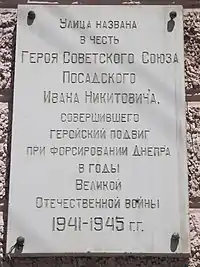 Улица названа
в честь
Героя Советского Союза
Посадского
Ивана Никитовича,
совершившего
геройский подвиг
при форсировании Днепра
в годы
Великой
Отечественной войны
1941-1945 г.г.